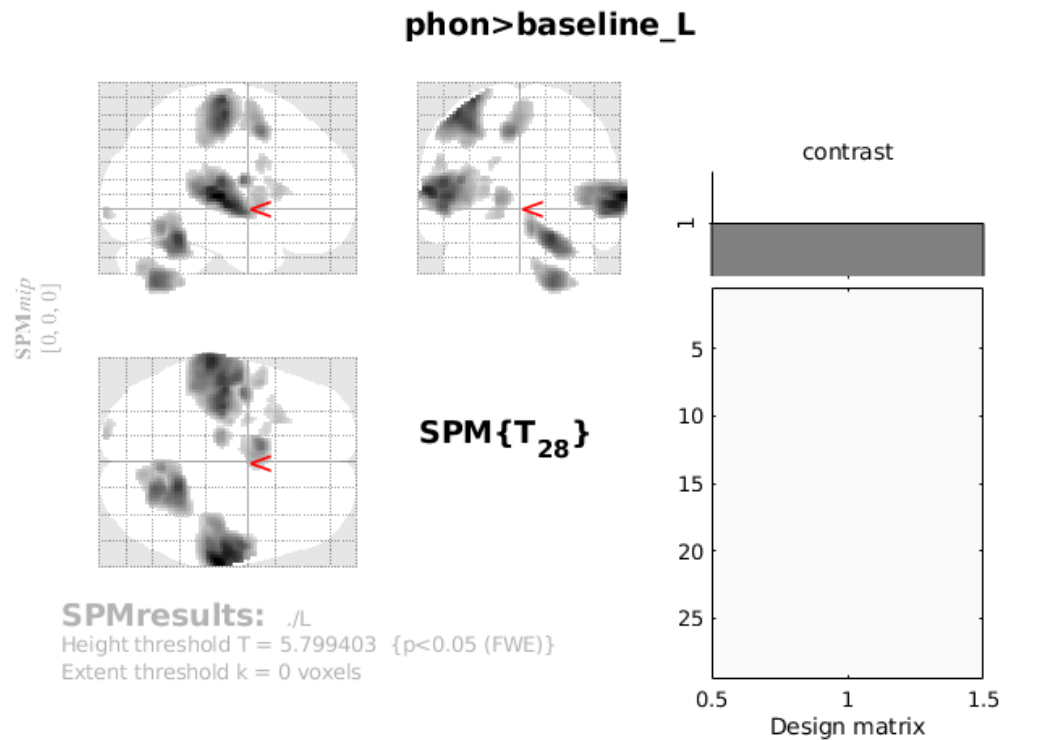 phon>baseline_L
SPMmip
[0, 0, 0]
<
<
<
SPM{T28}
contrast
1
5
10
15
20
25
0.5 1 1.5
Design matrix
SPMresults: ./L
Height threshold T = 5.799403 {p<0.05 (FWE)}
Extent threshold k = 0 voxels